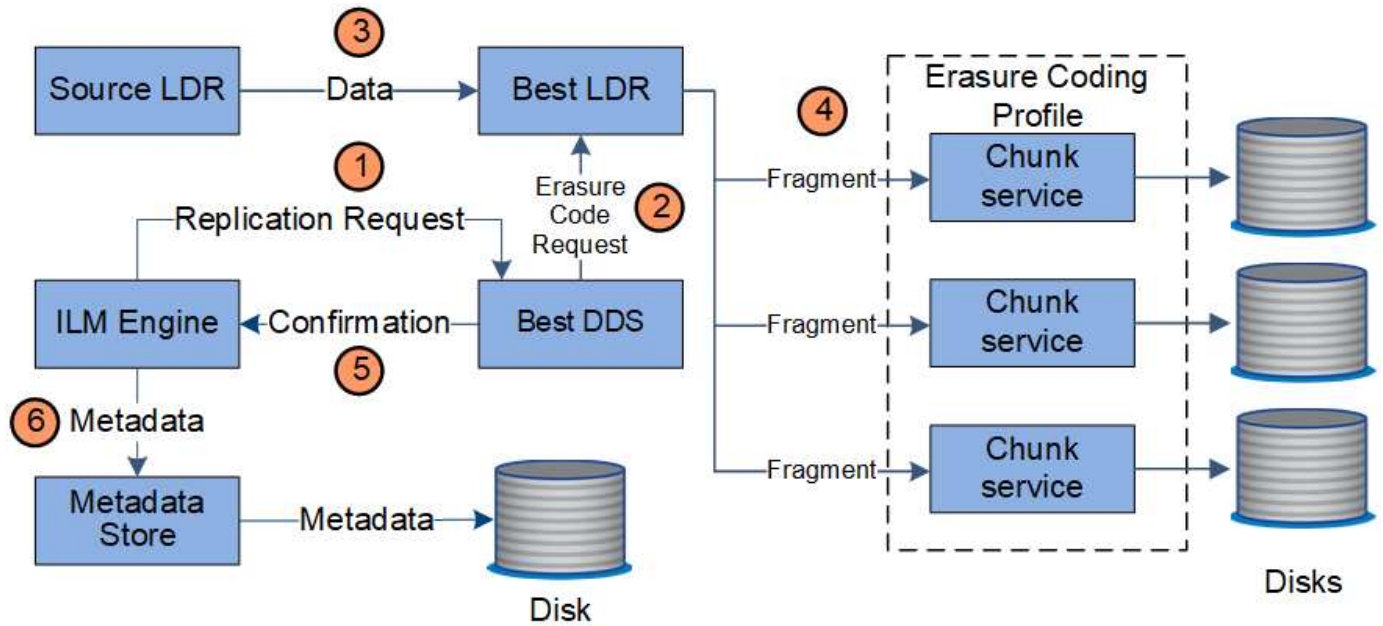 3
Source LDR
Data
Best LDR
4
Erasure Coding
Profile
Chunk
service
Fragment
1
Replication Request
Erasure
Code
Request
2
ILM Engine
Confirmation
Best DDS
5
Fragment
Chunk
service
6
Metadata
Fragment
Chunk
service
Metadata
Store
Metadata
Disk
Disks